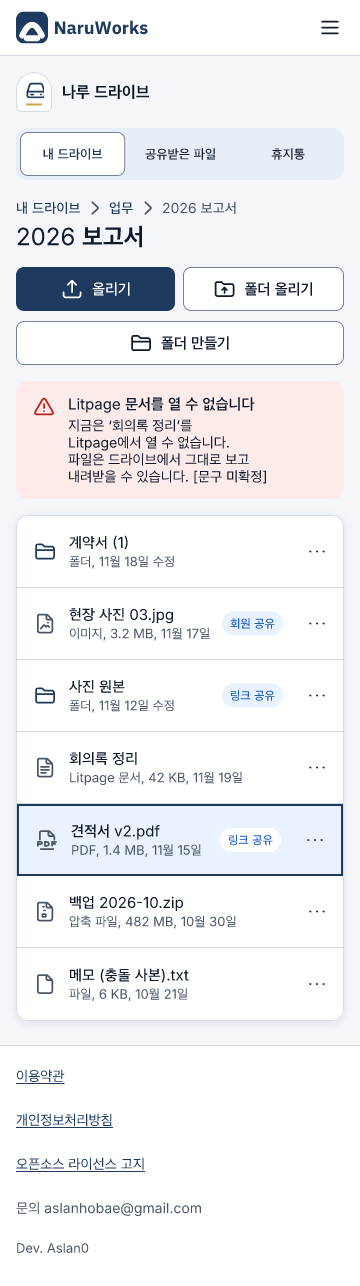 NaruWorks
나루 드라이브
내 드라이브
공유받은 파일
휴지통
내 드라이브 > 업무 > 2026 보고서
2026 보고서
올리기
폴더 올리기
폴더 만들기
Litpage 문서를 열 수 없습니다
지금은 ‘회의록 정리’를
Litpage에서 열 수 없습니다.
파일은 드라이브에서 그대로 보고
내려받을 수 있습니다. [문구 미확정]
계약서 (1)
폴더, 11월 18일 수정
현장 사진 03.jpg
이미지, 3.2 MB, 11월 17일
회원 공유
사진 원본
폴더, 11월 12일 수정
링크 공유
회의록 정리
Litpage 문서, 42 KB, 11월 19일
PDF
견적서 v2.pdf
PDF, 1.4 MB, 11월 15일
링크 공유
백업 2026-10.zip
압축 파일, 482 MB, 10월 30일
메모 (충돌 사본).txt
파일, 6 KB, 10월 21일
이용약관
개인정보처리방침
오픈소스 라이선스 고지
문의 aslanhobae@gmail.com
Dev. Aslan0